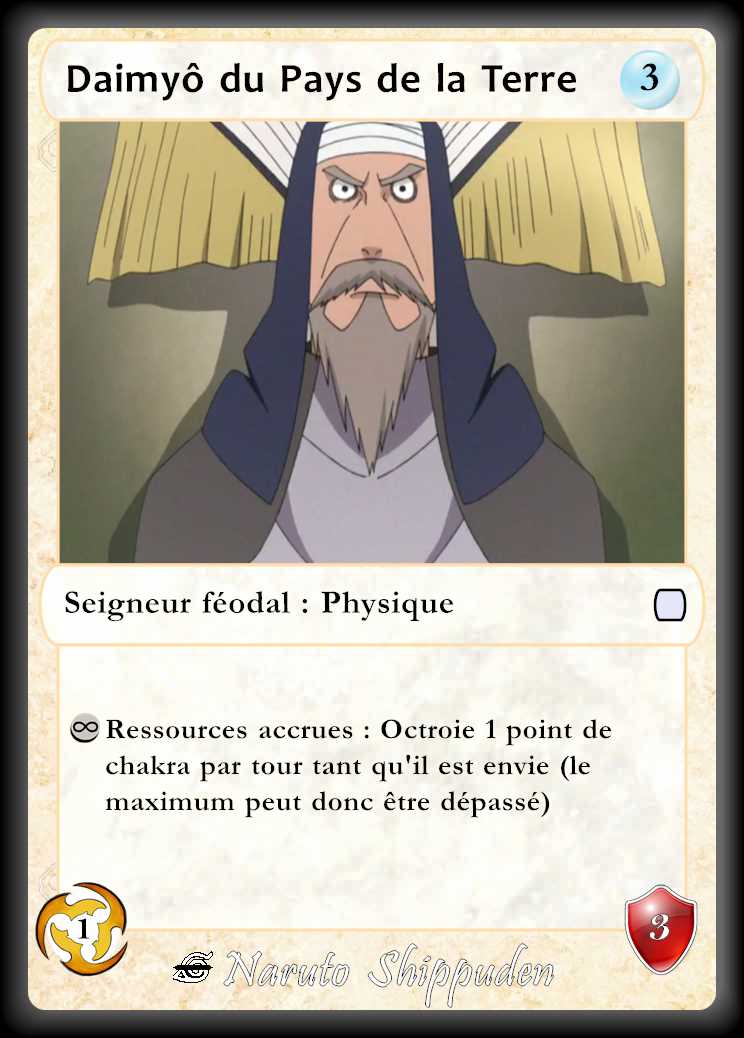 Daimyô du Pays de la Terre
3
Seigneur féodal : Physique
∞ Ressources accrues : Octroie 1 point de
chakra par tour tant qu'il est envie (le
maximum peut donc être dépassé)
1
3
Naruto Shippuden